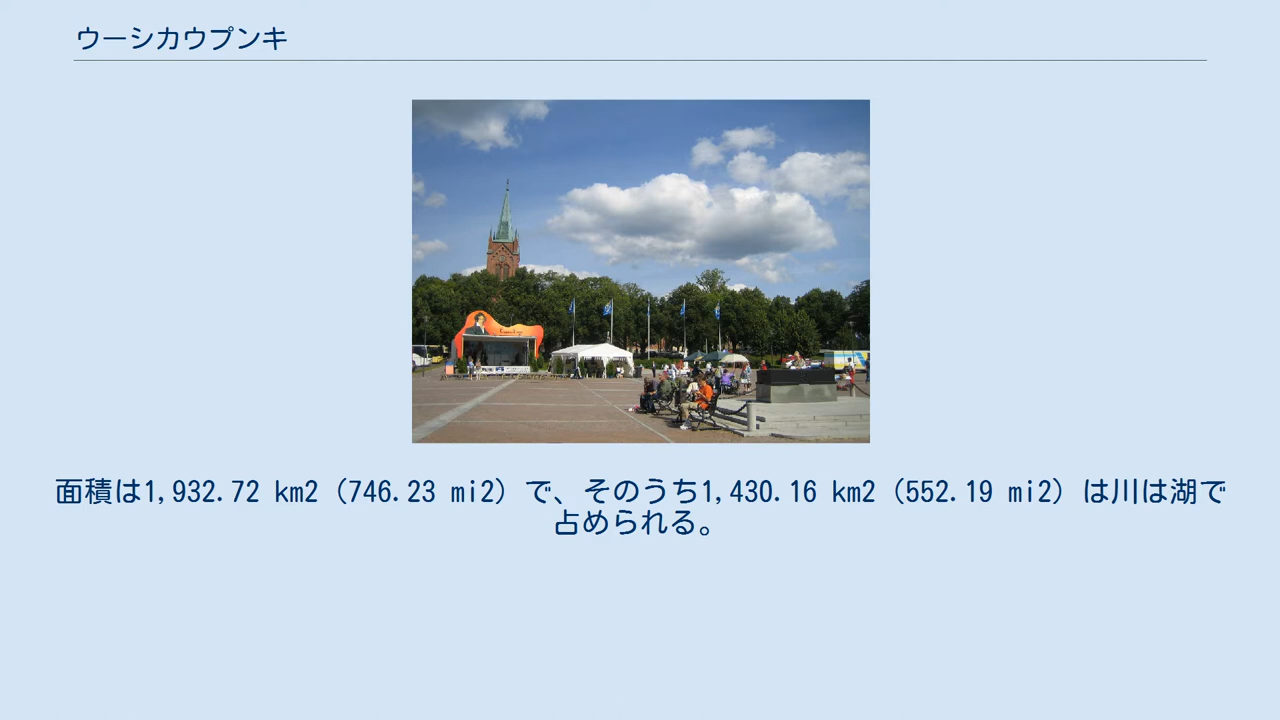 ウーシカウプンキ
面積は1,932.72 km2（746.23 mi2）で、そのうち1,430.16 km2（552.19 mi2）は川は湖で
占められる。